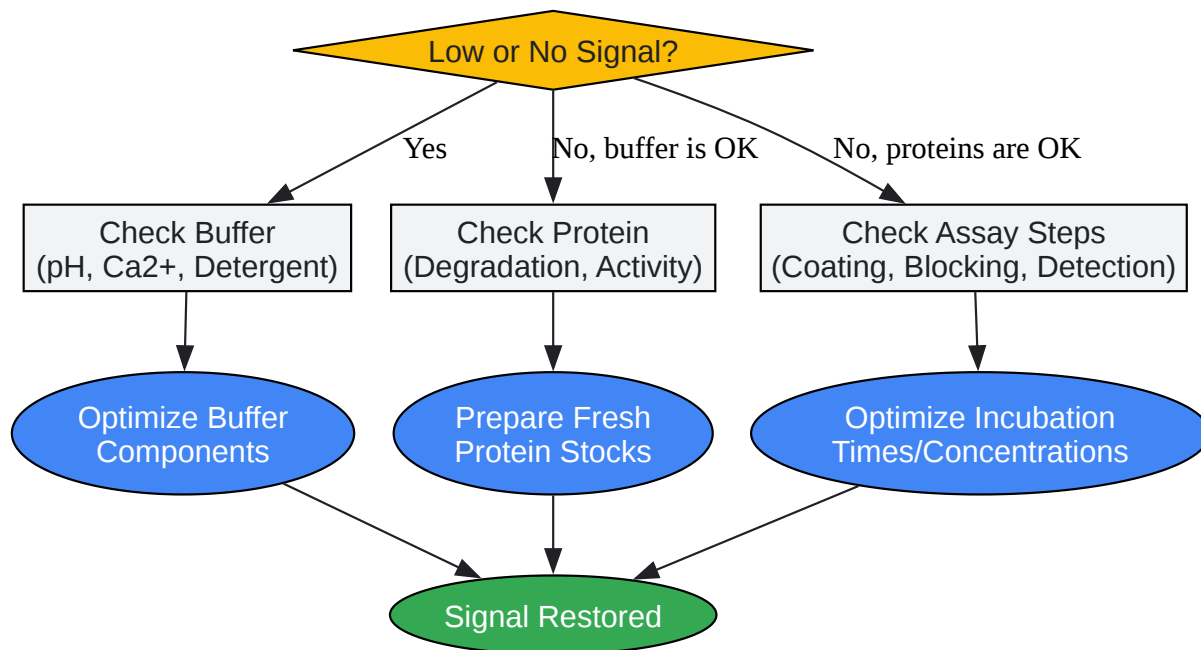 Low or No Signal?
Yes
No, buffer is OK
No, proteins are OK
Check Buffer
(pH, Ca2+, Detergent)
Check Protein
(Degradation, Activity)
Check Assay Steps
(Coating, Blocking, Detection)
Optimize Buffer
Components
Prepare Fresh
Protein Stocks
Optimize Incubation
Times/Concentrations
Signal Restored